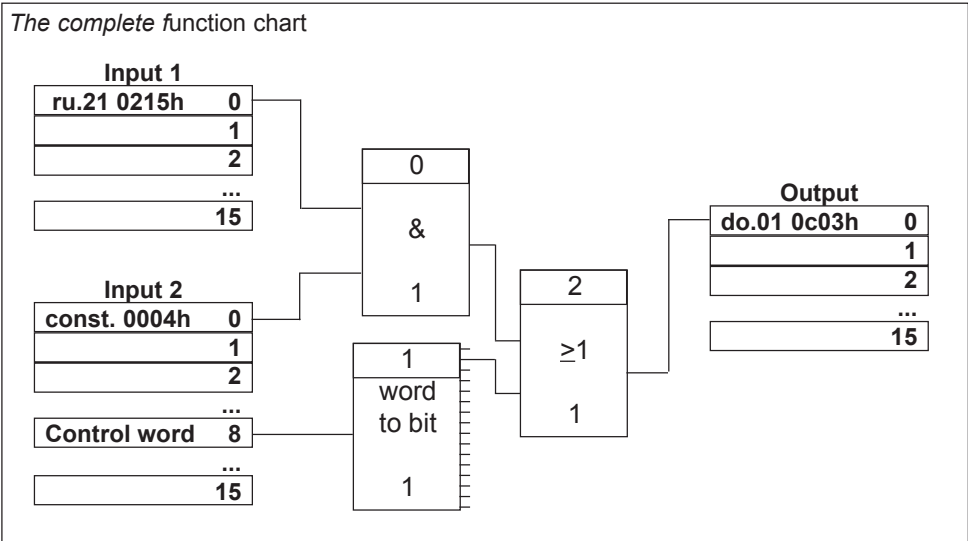 The complete function chart
Input 1
ru.21 0215h 0
1
2
...
15
Input 2
const. 0004h 0
1
2
...
Control word 8
...
15
0
&
1
1
word
to bit
1
2
≥1
1
Output
do.01 0c03h 0
1
2
...
15